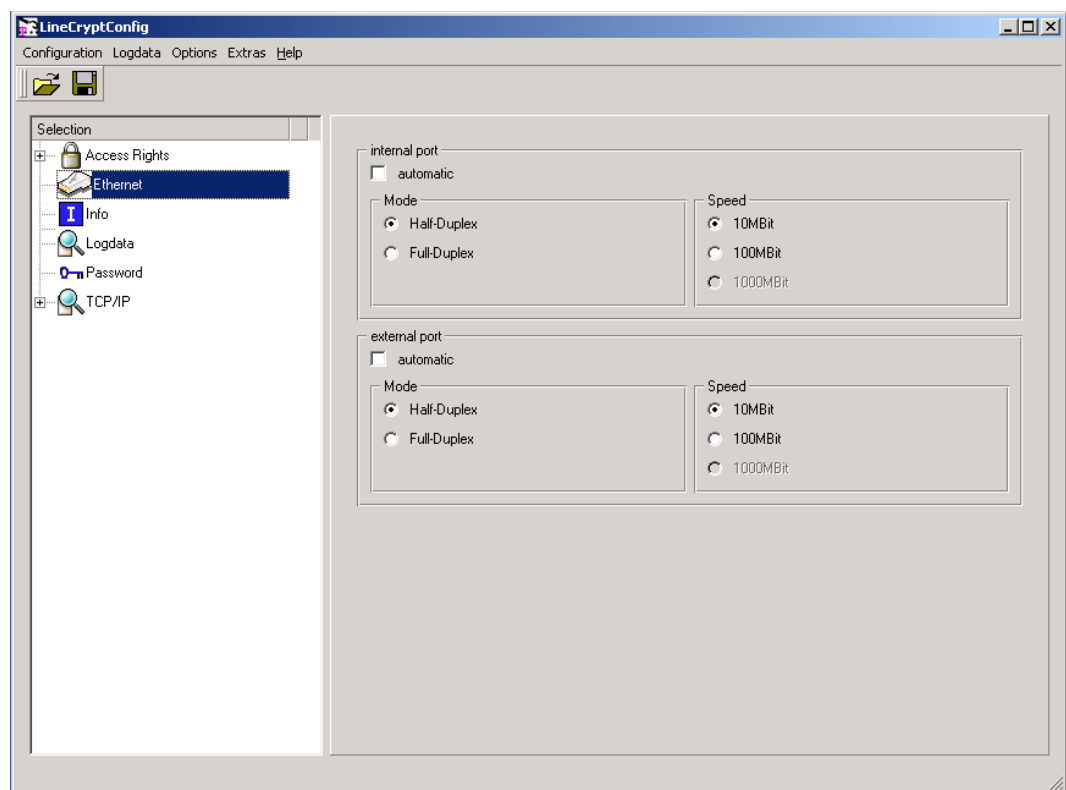 LineCryptConfig
Configuration Logdata Options Extras Help
Selection
Access Rights
Ethernet
I Info
Logdata
Password
TCP/IP
internal port
automatic
Mode
Half-Duplex
Full-Duplex
Speed
10MBit
100MBit
1000MBit
external port
automatic
Mode
Half-Duplex
Full-Duplex
Speed
10MBit
100MBit
1000MBit